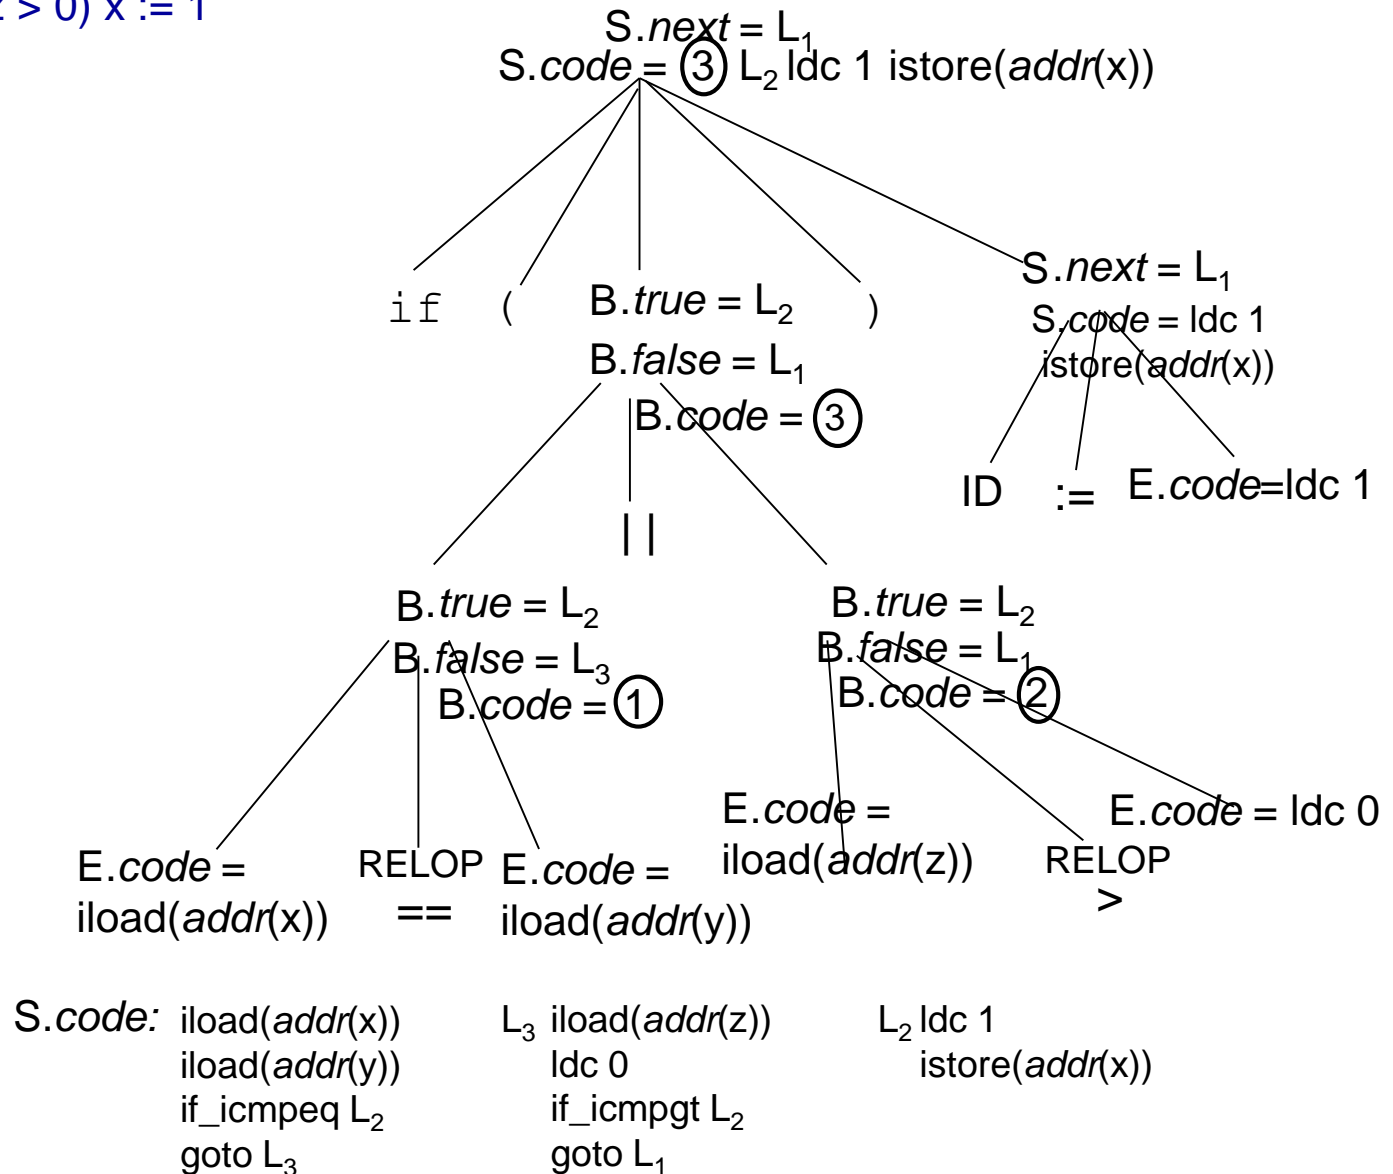 > 0) x := 1
S.next = L1
S.code = 3 L2 ldc 1 istore(addr(x))
if ( B.true = L2 )
B.false = L1
B.code = 3
S.next = L1
S.code = ldc 1
istore(addr(x))
ID := E.code=ldc 1
||
B.true = L2
B.false = L3
B.code = 1
B.true = L2
B.false = L1
B.code = 2
E.code =
iload(addr(x))
RELOP
==
E.code =
iload(addr(y))
E.code =
iload(addr(z))
RELOP
>
E.code = ldc 0
S.code: iload(addr(x))
iload(addr(y))
if_icmpeq L2
goto L3
L3 iload(addr(z))
ldc 0
if_icmpgt L2
goto L1
L2 ldc 1
istore(addr(x))